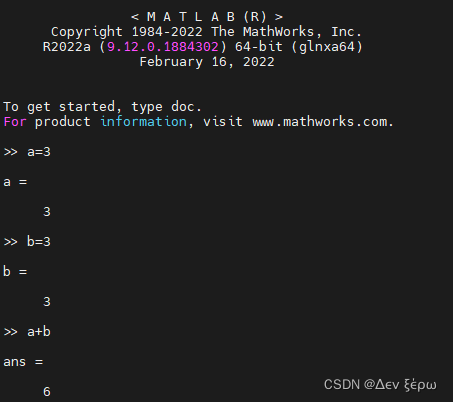 < M A T L A B (R) >
Copyright 1984-2022 The MathWorks, Inc.
R2022a (9.12.0.1884302) 64-bit (glnxa64)
February 16, 2022
To get started, type doc.
For product information, visit www.mathworks.com.
>> a=3
a =
3
>> b=3
b =
3
>> a+b
ans =
6
CSDN @Δεν ξέρω